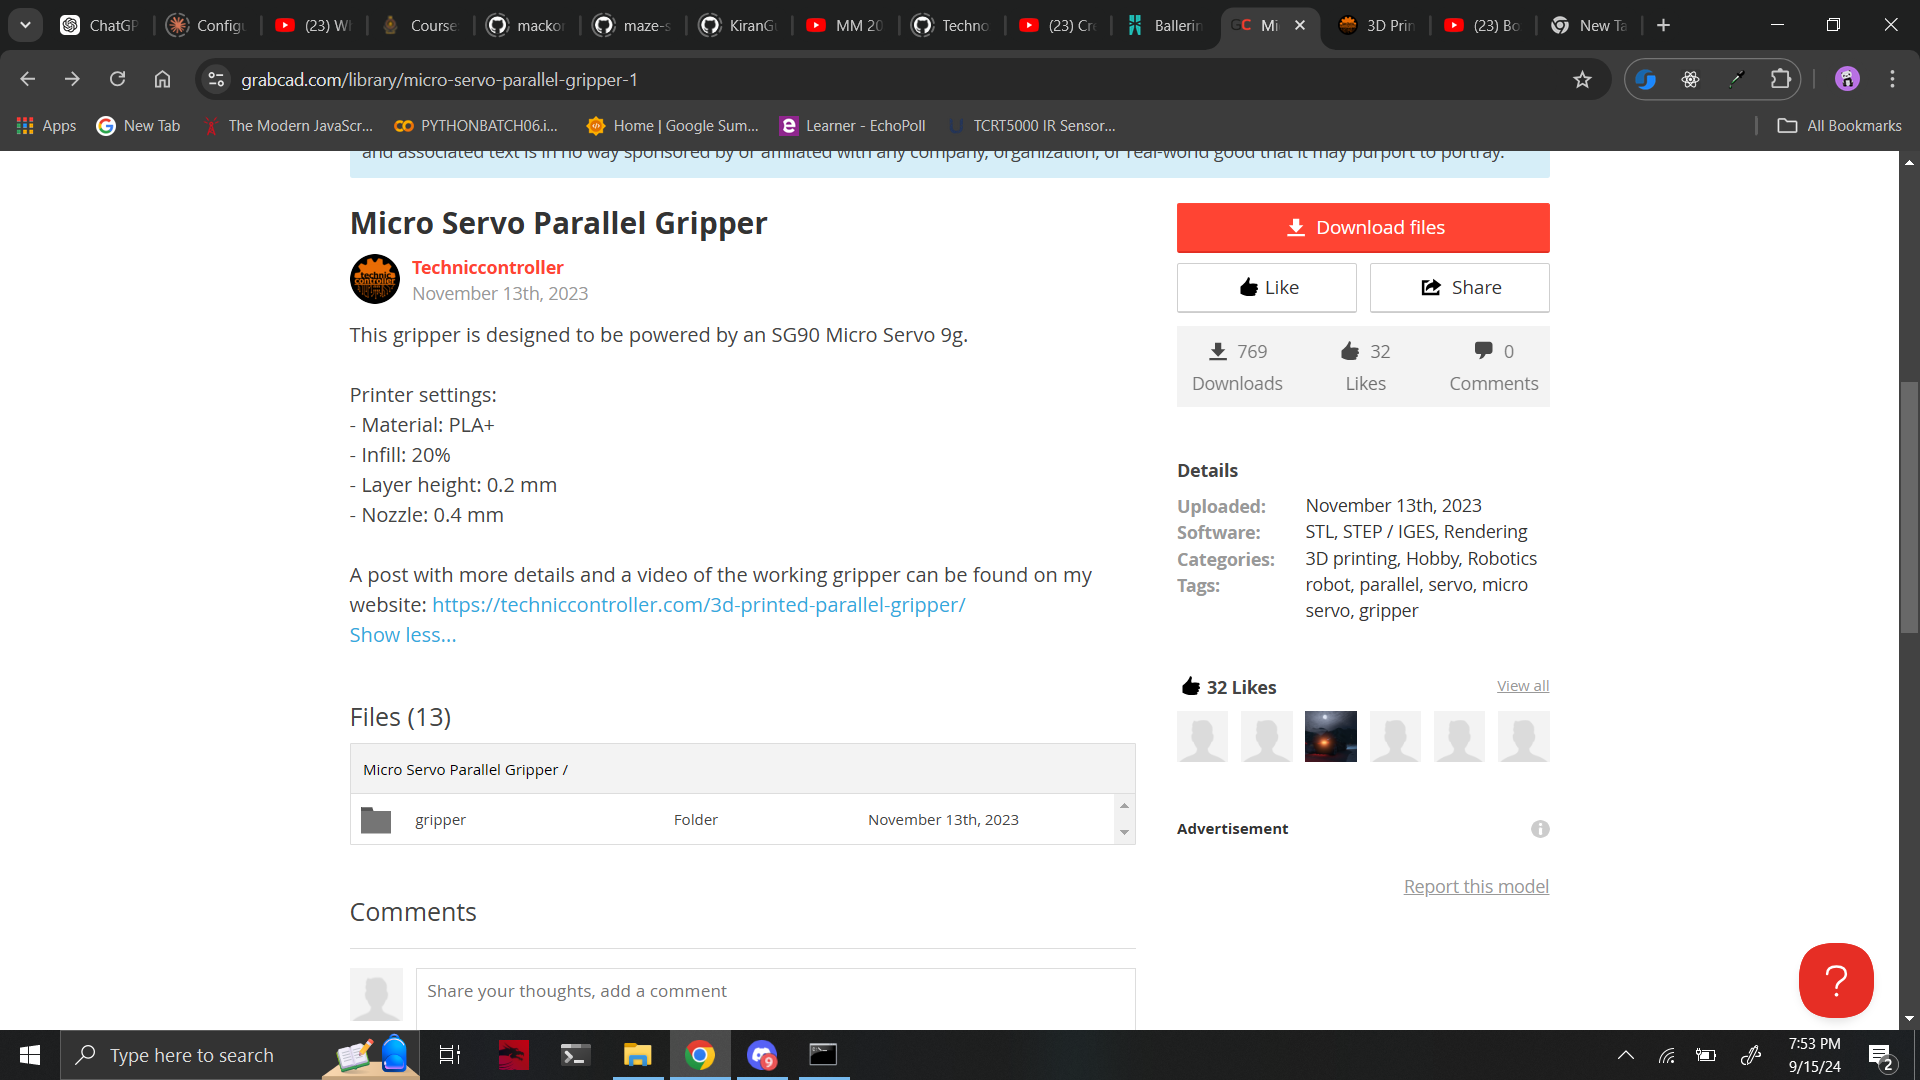 ChatGP
Configu
(23) Wh
Course
macko
maze-s
KiranGu
MM 20
Techno
(23) Cre
Ballerin
Mi
3D Prin
(23) Bo
New Ta
grabcad.com/library/micro-servo-parallel-gripper-1
Apps
New Tab
The Modern JavaScr...
PYTHONBATCH06.i...
Home | Google Sum...
Learner - EchoPoll
TCRT5000 IR Sensor...
All Bookmarks
and associated text is in no way sponsored by or affiliated with any company, organization, or real-world good that it may purport to portray.
Micro Servo Parallel Gripper
Techniccontroller
November 13th, 2023
This gripper is designed to be powered by an SG90 Micro Servo 9g.
Printer settings:
- Material: PLA+
- Infill: 20%
- Layer height: 0.2 mm
- Nozzle: 0.4 mm
A post with more details and a video of the working gripper can be found on my
website: https://techniccontroller.com/3d-printed-parallel-gripper/
Show less...
Files (13)
Micro Servo Parallel Gripper /
gripper Folder November 13th, 2023
Comments
Share your thoughts, add a comment
Download files
Like
Share
769 32 0
Downloads Likes Comments
Details
Uploaded: November 13th, 2023
Software: STL, STEP / IGES, Rendering
Categories: 3D printing, Hobby, Robotics
Tags: robot, parallel, servo, micro
servo, gripper
32 Likes
View all
Advertisement
Report this model
?
Type here to search
9
7:53 PM
9/15/24
2